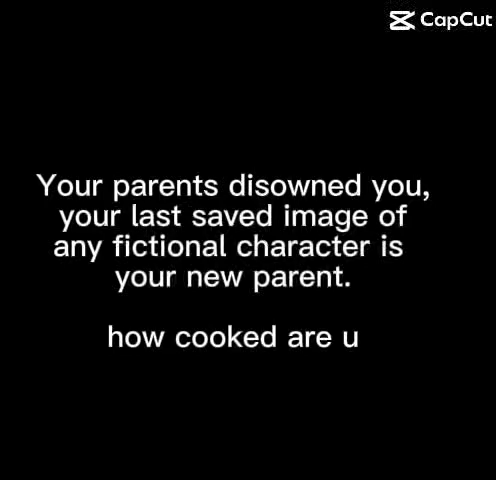 CapCut
Your parents disowned you,
your last saved image of
any fictional character is
your new parent.
how cooked are u